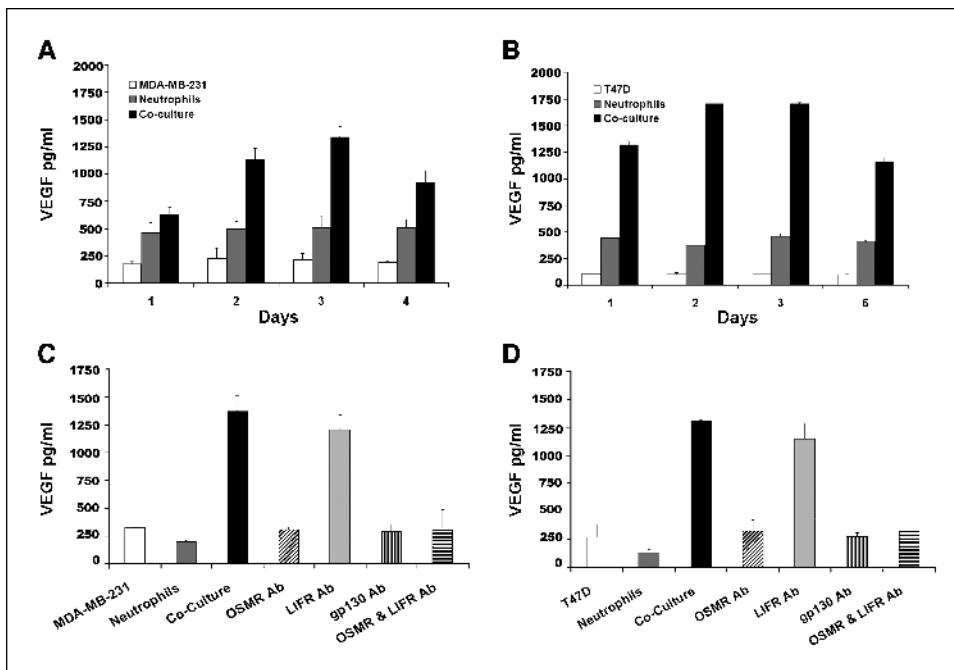 A
2000
1750
1500
1250
1000
750
500
250
0
VEGF pg/ml
MDA-MB-231
Neutrophils
Co-culture
1 2 3 4
Days
B
2000
1750
1500
1250
1000
750
500
250
0
VEGF pg/ml
T47D
Neutrophils
Co-culture
1 2 3 6
Days
C
1750
1500
1250
1000
750
500
250
0
VEGF pg/ml
MDA-MB-231
Neutrophils
Co-Culture
OSMR Ab
LIFR Ab
gp130 Ab
OSMR & LIFR Ab
D
1750
1500
1250
1000
750
500
250
0
VEGF pg/ml
T47D
Neutrophils
Co-Culture
OSMR Ab
LIFR Ab
gp130 Ab
OSMR & LIFR Ab